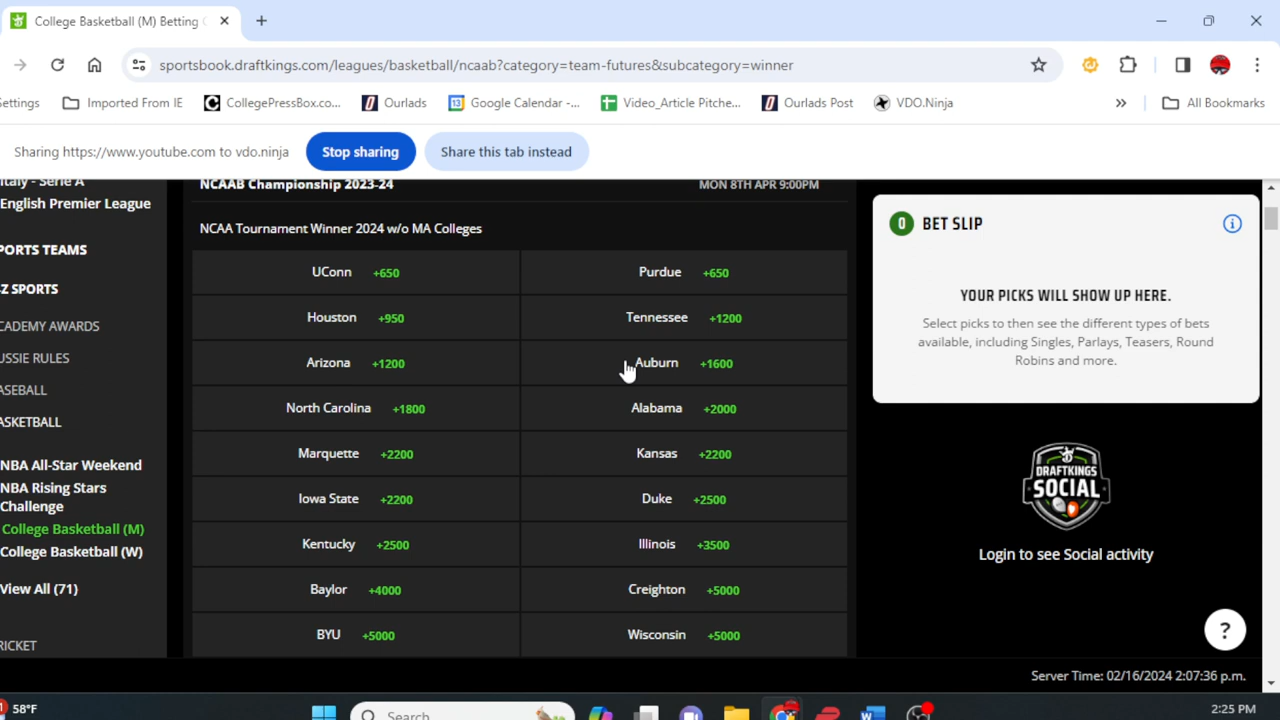 College Basketball (M) Betting
sportsbook.draftkings.com/leagues/basketball/ncaab?category=team-futures&subcategory=winner
ettings
Imported From IE
CollegePressBox.co...
Ourlads
Google Calendar -...
Video_Article Pitche...
Ourlads Post
VDO.Ninja
»
All Bookmarks
Sharing https://www.youtube.com to vdo.ninja
Stop sharing
Share this tab instead
Italy - Serie A
English Premier League
PORTS TEAMS
-Z SPORTS
CADEMY AWARDS
USSIE RULES
ASEBALL
ASKETBALL
NBA All-Star Weekend
NBA Rising Stars
Challenge
College Basketball (M)
College Basketball (W)
View All (71)
RICKET
NCAAB Championship 2023-24
MON 8TH APR 9:00PM
NCAA Tournament Winner 2024 w/o MA Colleges
UConn +650
Purdue +650
Houston +950
Tennessee +1200
Arizona +1200
Auburn +1600
North Carolina +1800
Alabama +2000
Marquette +2200
Kansas +2200
Iowa State +2200
Duke +2500
Kentucky +2500
Illinois +3500
Baylor +4000
Creighton +5000
BYU +5000
Wisconsin +5000
0 BET SLIP
YOUR PICKS WILL SHOW UP HERE.
Select picks to then see the different types of bets
available, including Singles, Parlays, Teasers, Round
Robins and more.
DRAFTKINGS
SOCIAL
Login to see Social activity
?
Server Time: 02/16/2024 2:07:36 p.m.
58°F
Search
2:25 PM